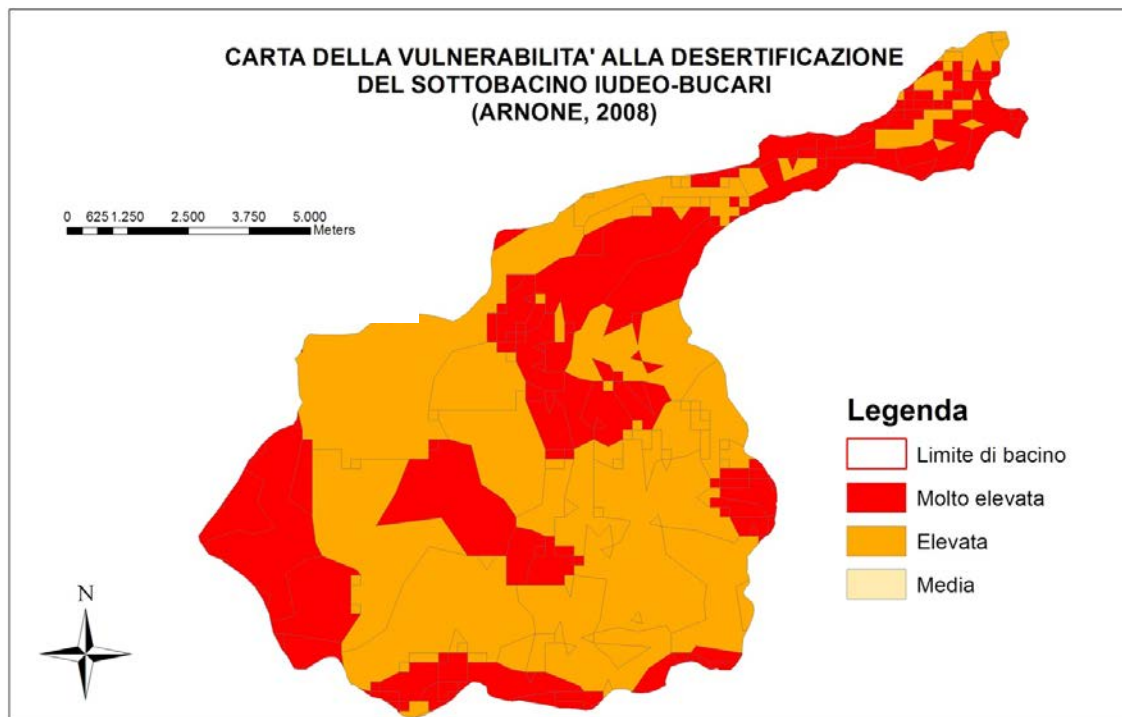 CARTA DELLA VULNERABILITA' ALLA DESERTIFICAZIONE
DEL SOTTOBACINO IUDEO-BUCARI
(ARNONE, 2008)
0 625 1.250 2.500 3.750 5.000
Meters
Legenda
Limite di bacino
Molto elevata
Elevata
Media
N